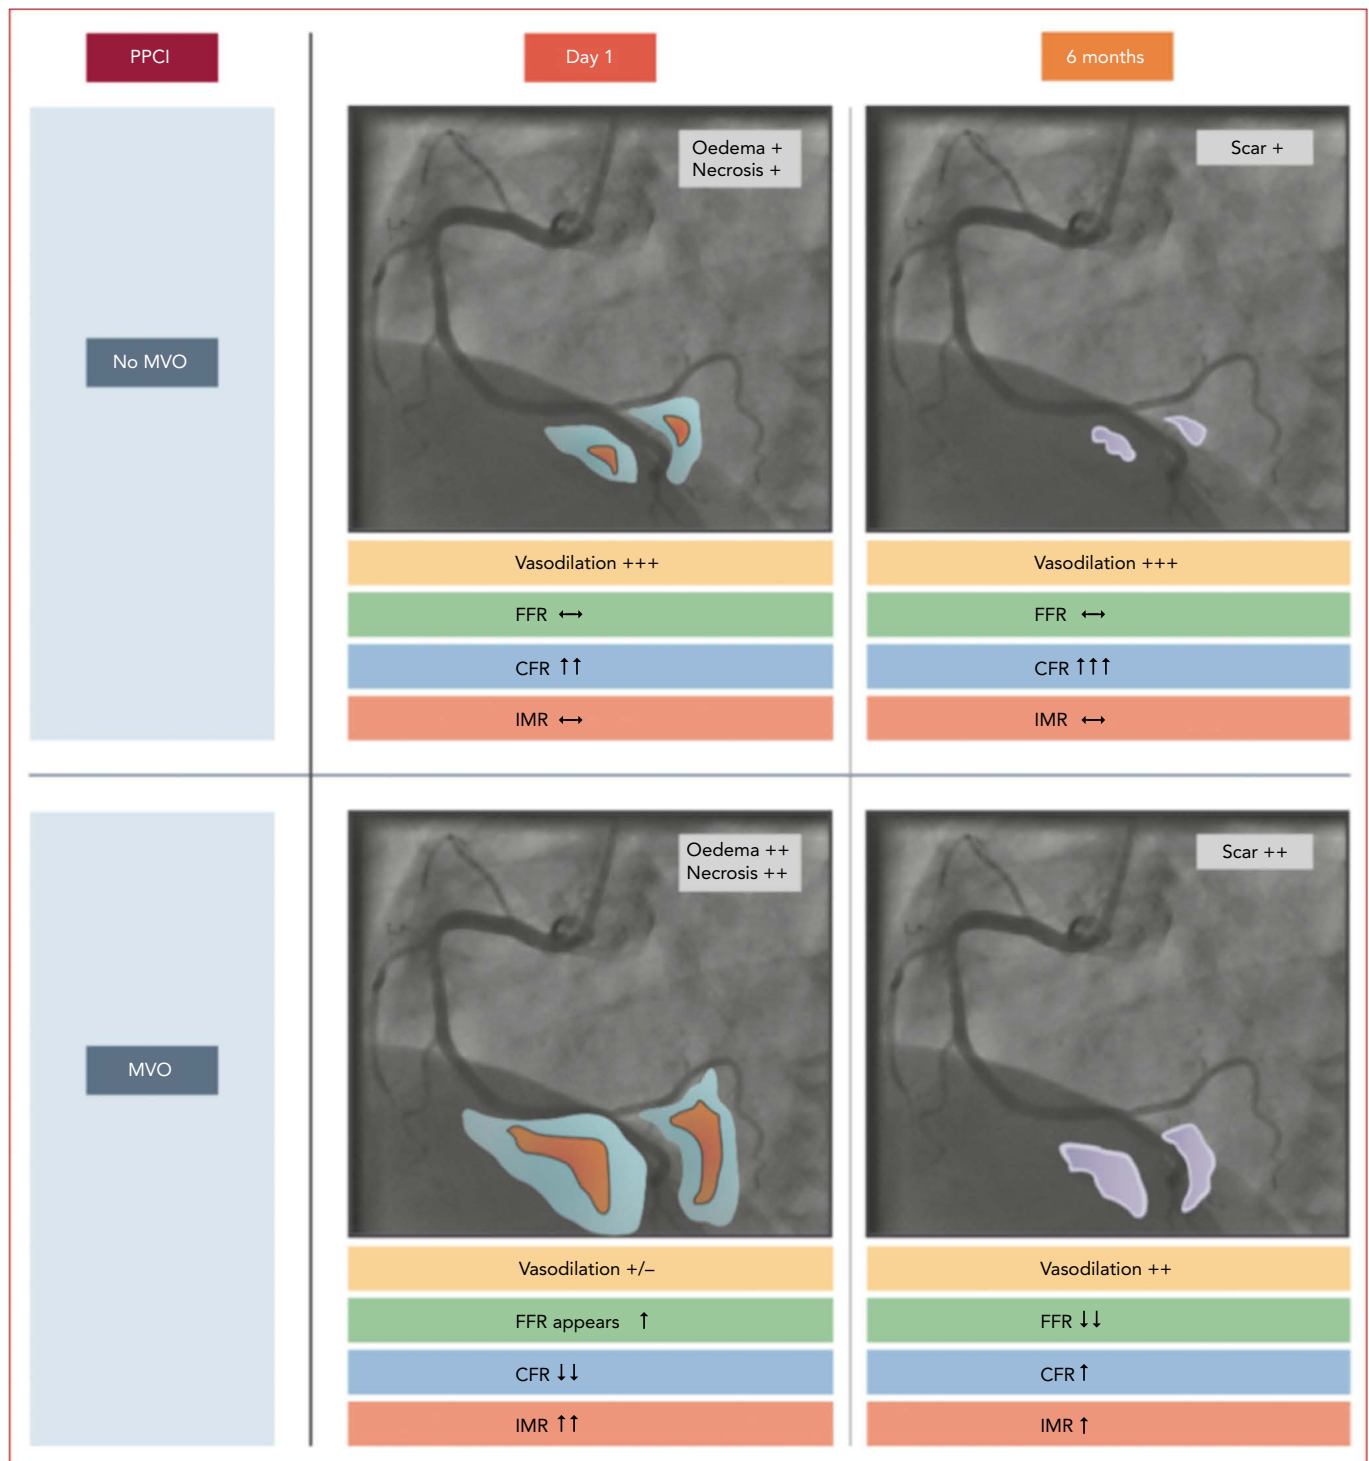 PPCI
Day 1
6 months
No MVO
Oedema +
Necrosis +
Scar +
Vasodilation +++
FFR ↔
CFR ↑↑
IMR ↔
Vasodilation +++
FFR ↔
CFR ↑↑↑
IMR ↔
MVO
Oedema ++
Necrosis ++
Scar ++
Vasodilation +/–
FFR appears ↑
CFR ↓↓
IMR ↑↑
Vasodilation ++
FFR ↓↓
CFR ↑
IMR ↑